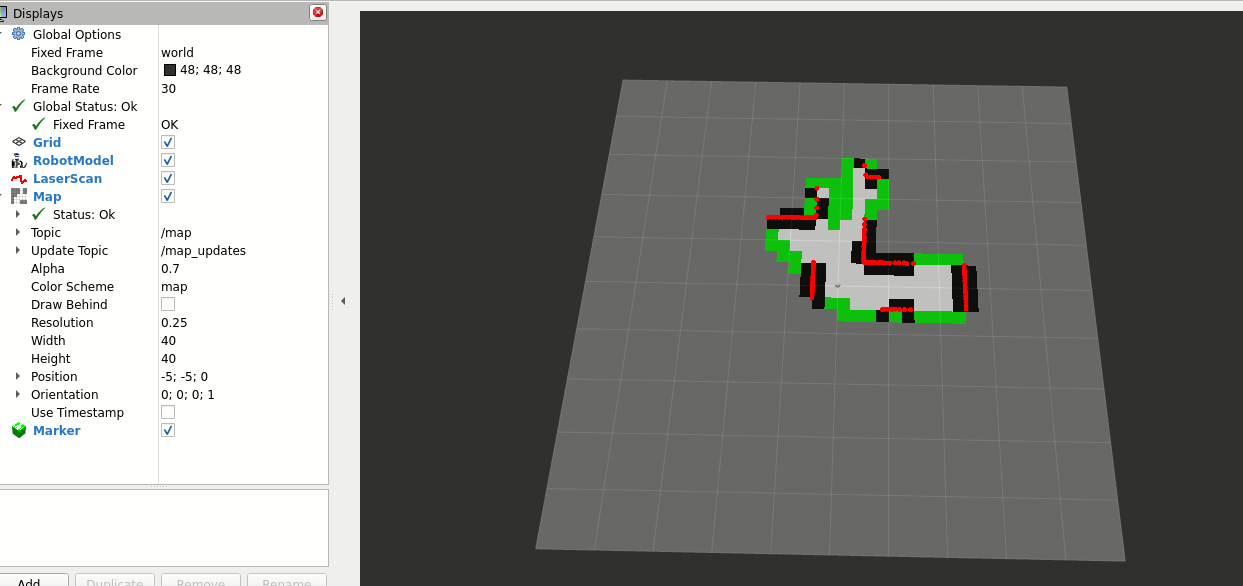 Displays
Global Options
Fixed Frame world
Background Color 48; 48; 48
Frame Rate 30
Global Status: Ok
Fixed Frame OK
Grid
RobotModel
LaserScan
Map
Status: Ok
Topic /map
Update Topic /map_updates
Alpha 0.7
Color Scheme map
Draw Behind
Resolution 0.25
Width 40
Height 40
Position -5; -5; 0
Orientation 0; 0; 0; 1
Use Timestamp
Marker
Add Duplicate Remove Rename